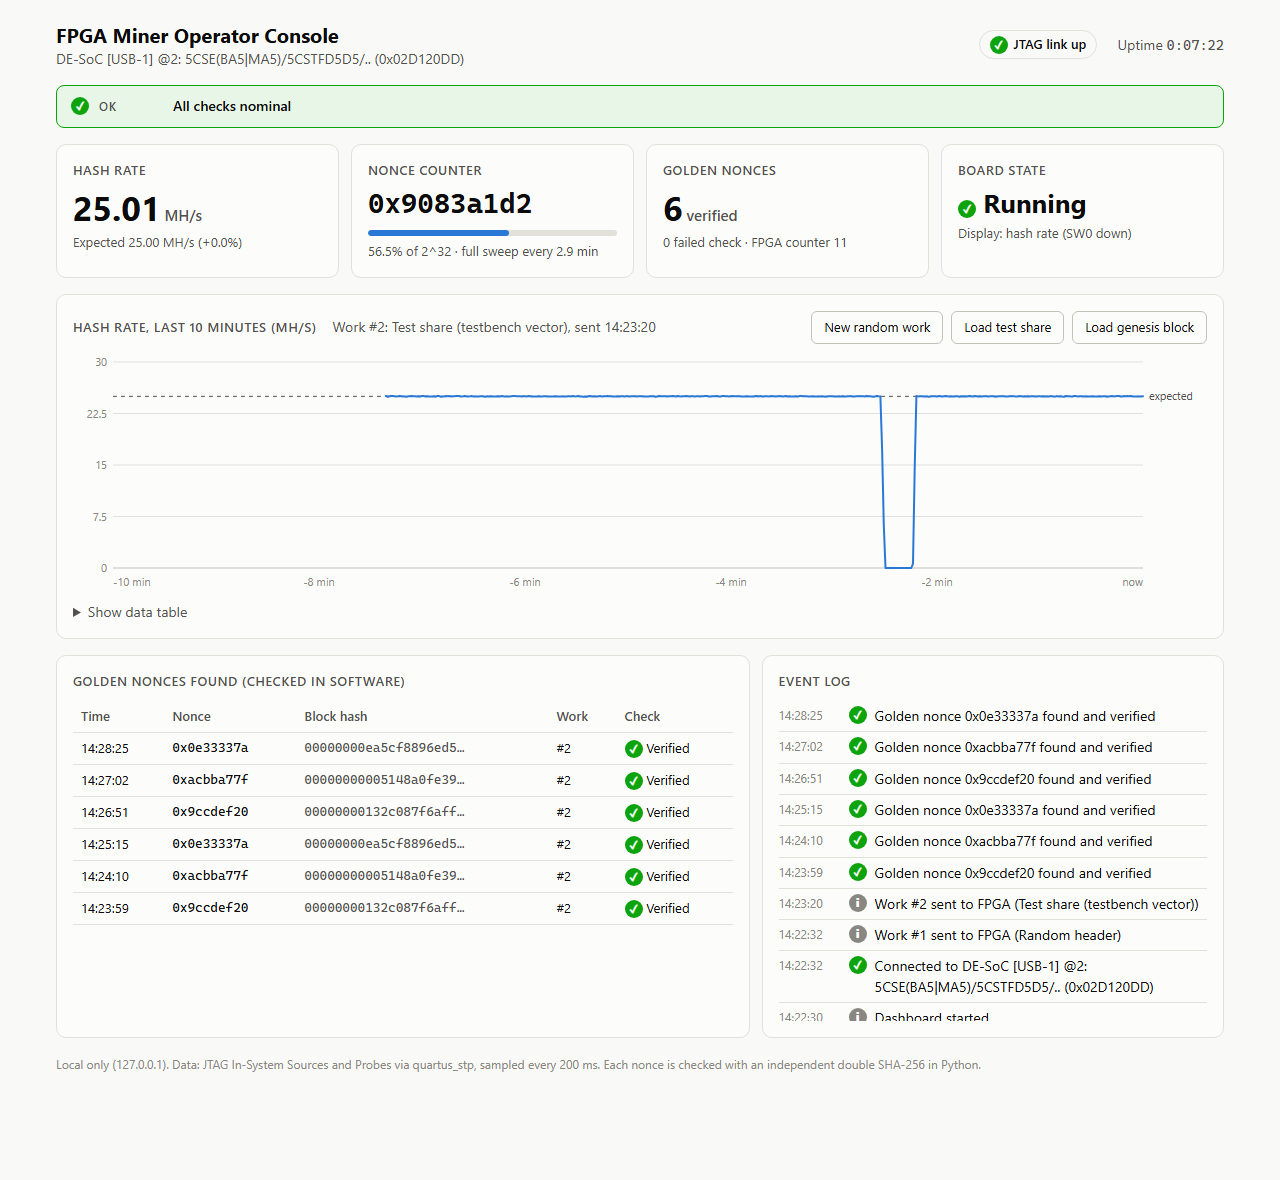 FPGA Miner Operator Console
DE-SoC [USB-1] @2: 5CSE(BA5|MA5)/5CSTFD5D5/.. (0x02D120DD)
JTAG link up
Uptime 0:07:22
OK All checks nominal
HASH RATE
25.01 MH/s
Expected 25.00 MH/s (+0.0%)
NONCE COUNTER
0x9083a1d2
56.5% of 2^32 · full sweep every 2.9 min
GOLDEN NONCES
6 verified
0 failed check · FPGA counter 11
BOARD STATE
Running
Display: hash rate (SW0 down)
HASH RATE, LAST 10 MINUTES (MH/S) Work #2: Test share (testbench vector), sent 14:23:20
New random work
Load test share
Load genesis block
30
expected
22.5
15
7.5
0
-10 min -8 min -6 min -4 min -2 min now
Show data table
GOLDEN NONCES FOUND (CHECKED IN SOFTWARE)
Time Nonce Block hash Work Check
14:28:25 0x0e33337a 00000000ea5cf8896ed5… #2 Verified
14:27:02 0xacbba77f 00000000005148a0fe39… #2 Verified
14:26:51 0x9ccdef20 00000000132c087f6aff… #2 Verified
14:25:15 0x0e33337a 00000000ea5cf8896ed5… #2 Verified
14:24:10 0xacbba77f 00000000005148a0fe39… #2 Verified
14:23:59 0x9ccdef20 00000000132c087f6aff… #2 Verified
EVENT LOG
14:28:25 Golden nonce 0x0e33337a found and verified
14:27:02 Golden nonce 0xacbba77f found and verified
14:26:51 Golden nonce 0x9ccdef20 found and verified
14:25:15 Golden nonce 0x0e33337a found and verified
14:24:10 Golden nonce 0xacbba77f found and verified
14:23:59 Golden nonce 0x9ccdef20 found and verified
14:23:20 Work #2 sent to FPGA (Test share (testbench vector))
14:22:32 Work #1 sent to FPGA (Random header)
14:22:32 Connected to DE-SoC [USB-1] @2:
5CSE(BA5|MA5)/5CSTFD5D5/.. (0x02D120DD)
14:22:30 Dashboard started
Local only (127.0.0.1). Data: JTAG In-System Sources and Probes via quartus_stp, sampled every 200 ms. Each nonce is checked with an independent double SHA-256 in Python.